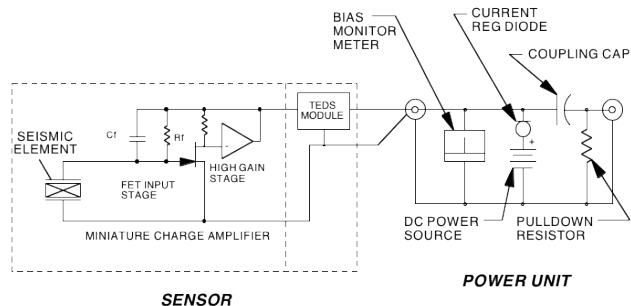 BIAS
MONITOR
METER
CURRENT
REG DIODE
COUPLING CAP
TEDS
MODULE
SEISMIC
ELEMENT
Cf
Rf
-
+
HIGH GAIN
STAGE
FET INPUT
STAGE
MINIATURE CHARGE AMPLIFIER
DC POWER
SOURCE
PULLDOWN
RESISTOR
POWER UNIT
SENSOR